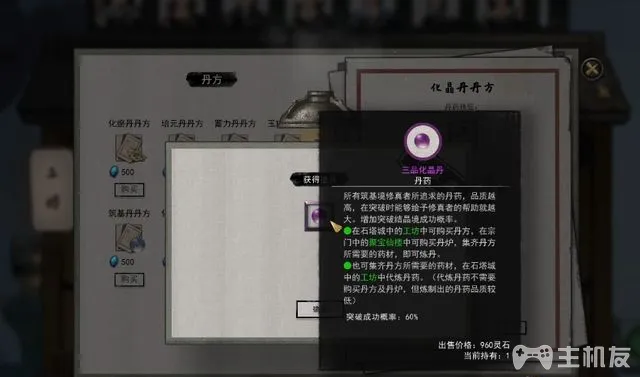 丹方
化晶丹丹方
化瘀丹丹方
培元丹丹方
蓄力丹丹方
500
购买
筑基丹丹方
500
购买
三品化晶丹
丹药
所有筑基境修真者所追求的丹药，品质越
高，在突破时能够给予修真者的帮助就越
大。增加突破结晶境成功概率。
●在石塔城中的工坊中可购买丹方，在宗
门中的聚宝仙楼中可购买丹炉，集齐丹方
所需要的药材，即可炼丹。
●也可集齐丹方所需要的药材，在石塔城
中的工坊中代炼丹药。（代炼丹药不需
要购买丹方及丹炉，但炼制出的丹药品质较
低）
突破成功概率：60%
出售价格：960灵石
当前持有：1
主机友